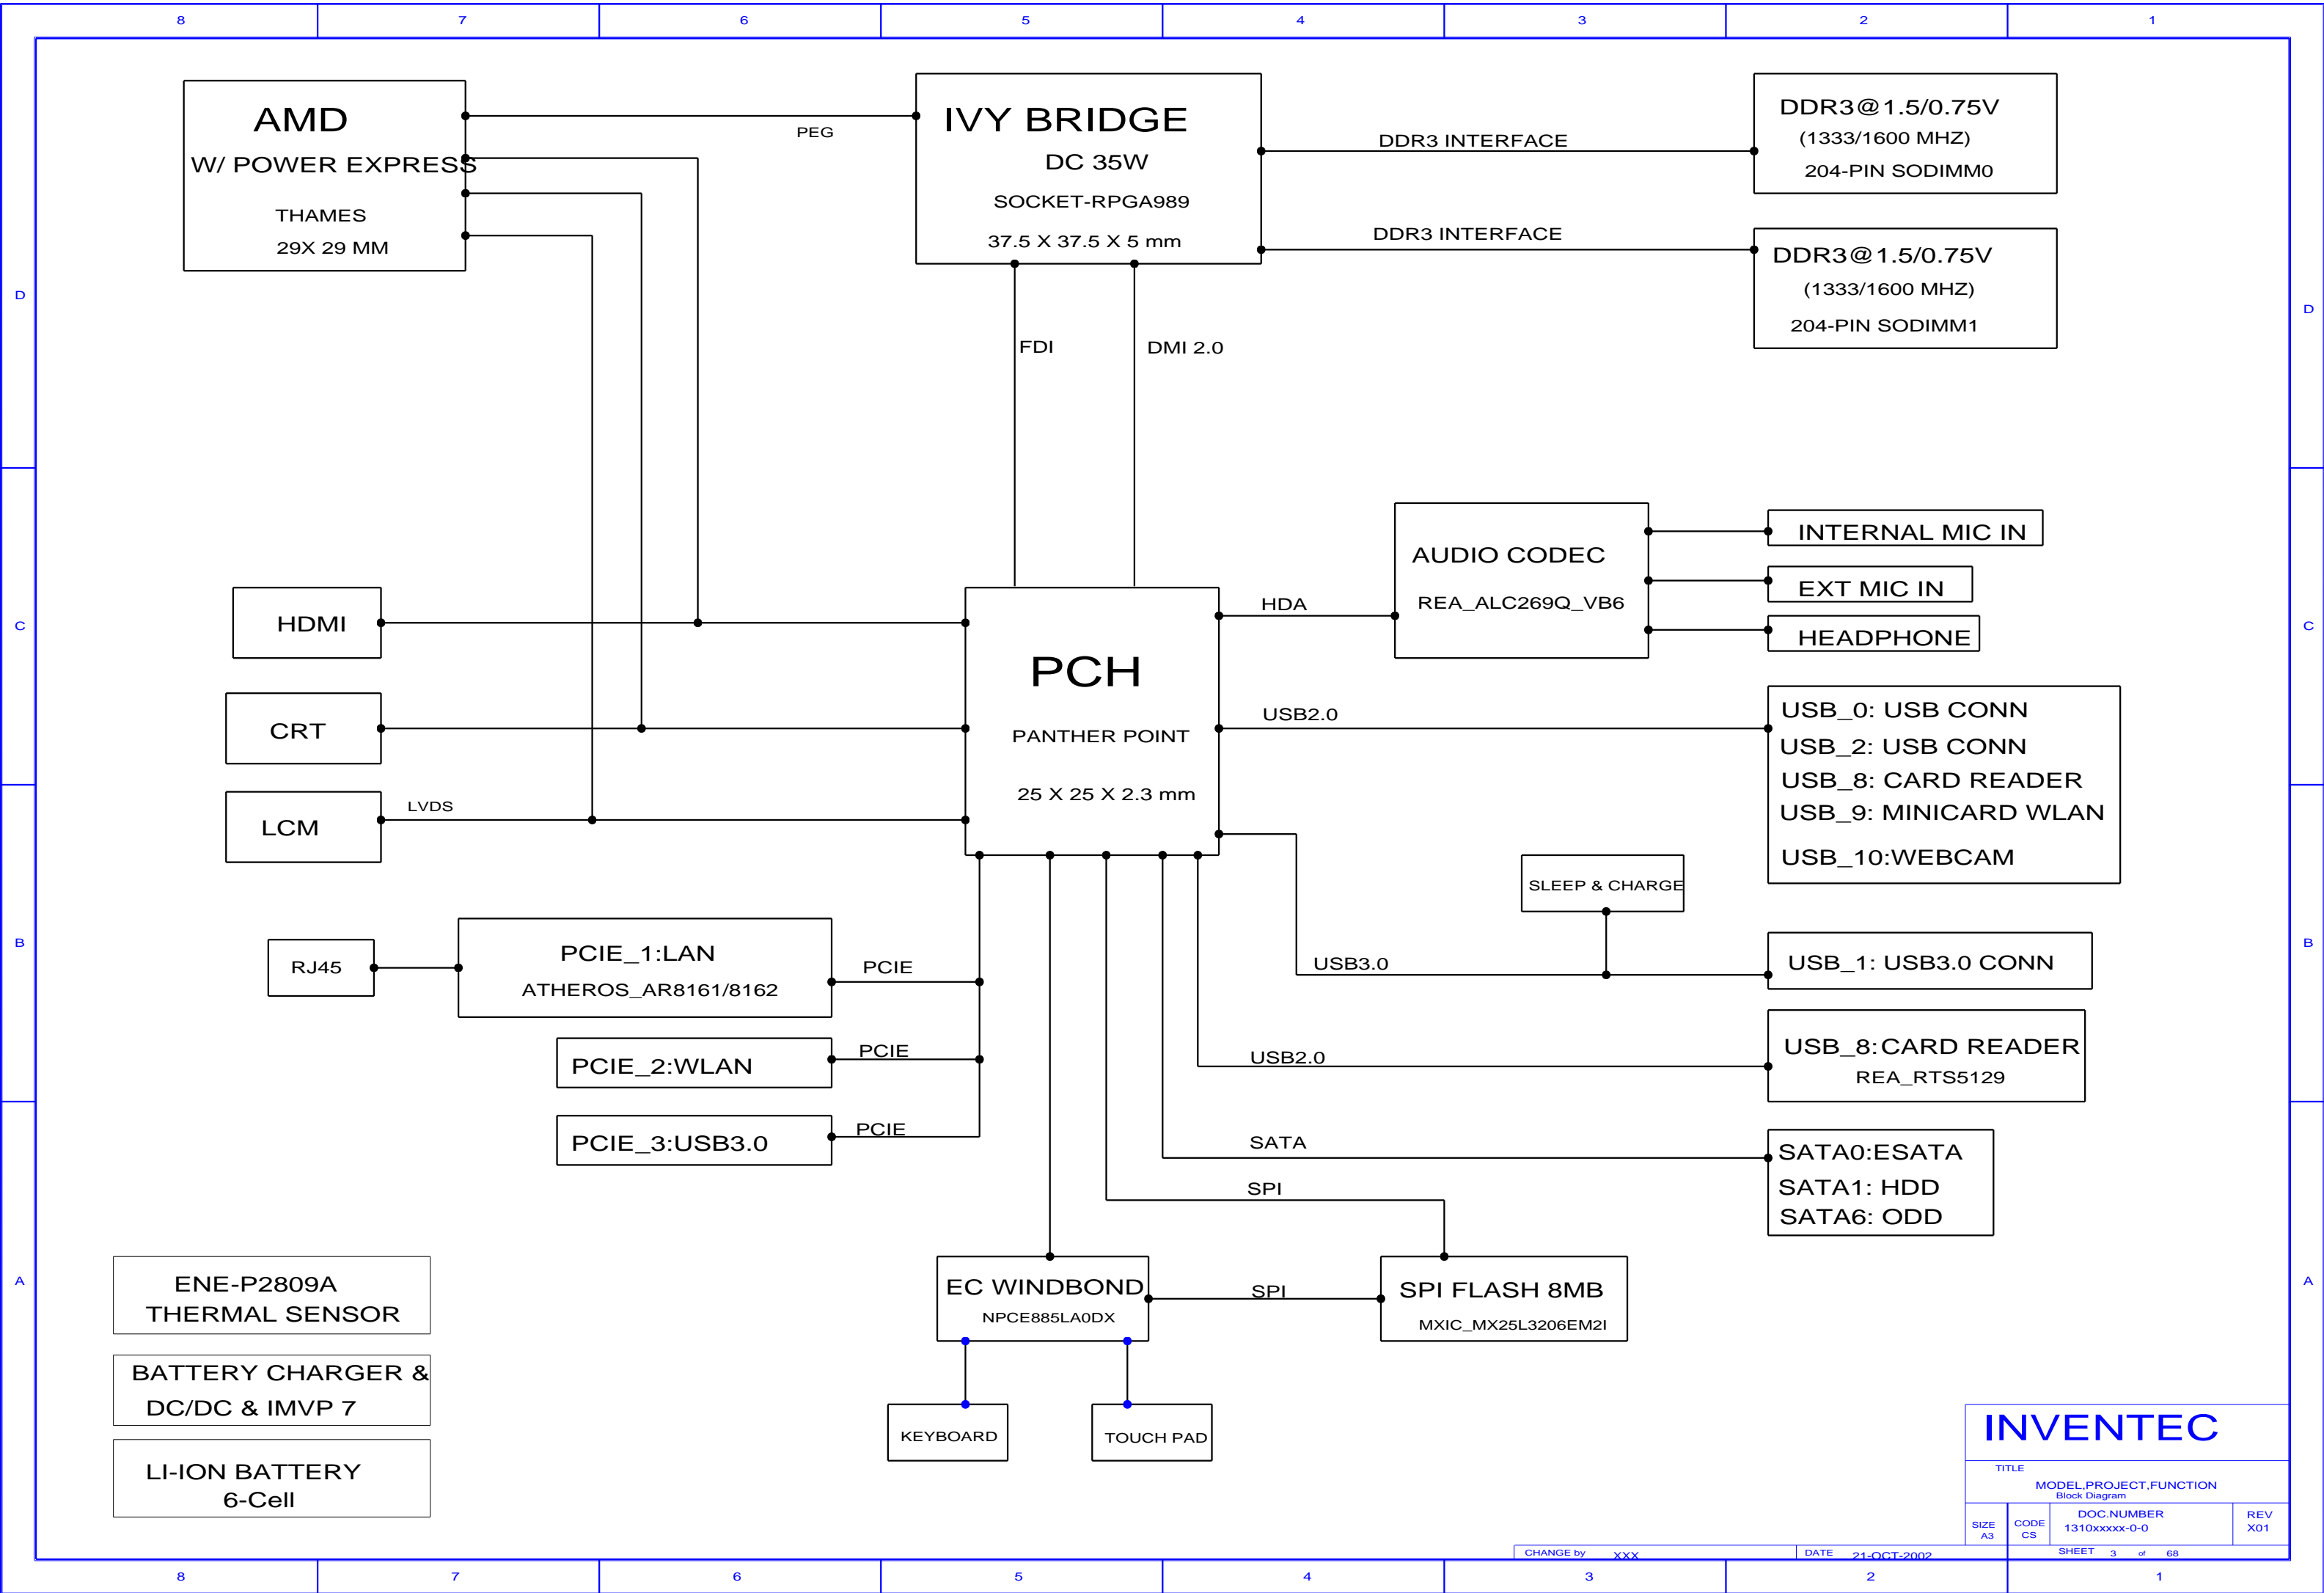 8 7 6 5 4 3 2 1
AMD
W/ POWER EXPRESS
THAMES
29X 29 MM
PEG
IVY BRIDGE
DC 35W
SOCKET-RPGA989
37.5 X 37.5 X 5 mm
DDR3 INTERFACE
DDR3@1.5/0.75V
(1333/1600 MHZ)
204-PIN SODIMM0
DDR3 INTERFACE
DDR3@1.5/0.75V
(1333/1600 MHZ)
204-PIN SODIMM1
D
D
FDI
DMI 2.0
AUDIO CODEC
REA_ALC269Q_VB6
INTERNAL MIC IN
EXT MIC IN
HEADPHONE
C
C
HDMI
HDA
PCH
PANTHER POINT
25 X 25 X 2.3 mm
CRT
LCM
LVDS
USB2.0
USB_0: USB CONN
USB_2: USB CONN
USB_8: CARD READER
USB_9: MINICARD WLAN
USB_10:WEBCAM
SLEEP & CHARGE
B
B
RJ45
PCIE_1:LAN
ATHEROS_AR8161/8162
PCIE
USB3.0
USB_1: USB3.0 CONN
PCIE_2:WLAN
PCIE
USB2.0
USB_8:CARD READER
REA_RTS5129
PCIE_3:USB3.0
PCIE
SATA
SATA0:ESATA
SATA1: HDD
SATA6: ODD
SPI
A
A
ENE-P2809A
THERMAL SENSOR
EC WINDBOND
NPCE885LA0DX
SPI
SPI FLASH 8MB
MXIC_MX25L3206EM2I
BATTERY CHARGER &
DC/DC & IMVP 7
KEYBOARD
TOUCH PAD
LI-ION BATTERY
6-Cell
INVENTEC
TITLE
MODEL,PROJECT,FUNCTION
Block Diagram
SIZE
A3
CODE
CS
DOC.NUMBER
1310xxxxx-0-0
REV
X01
CHANGE by XXX
DATE 21-OCT-2002
SHEET 3 of 68
8 7 6 5 4 3 2 1